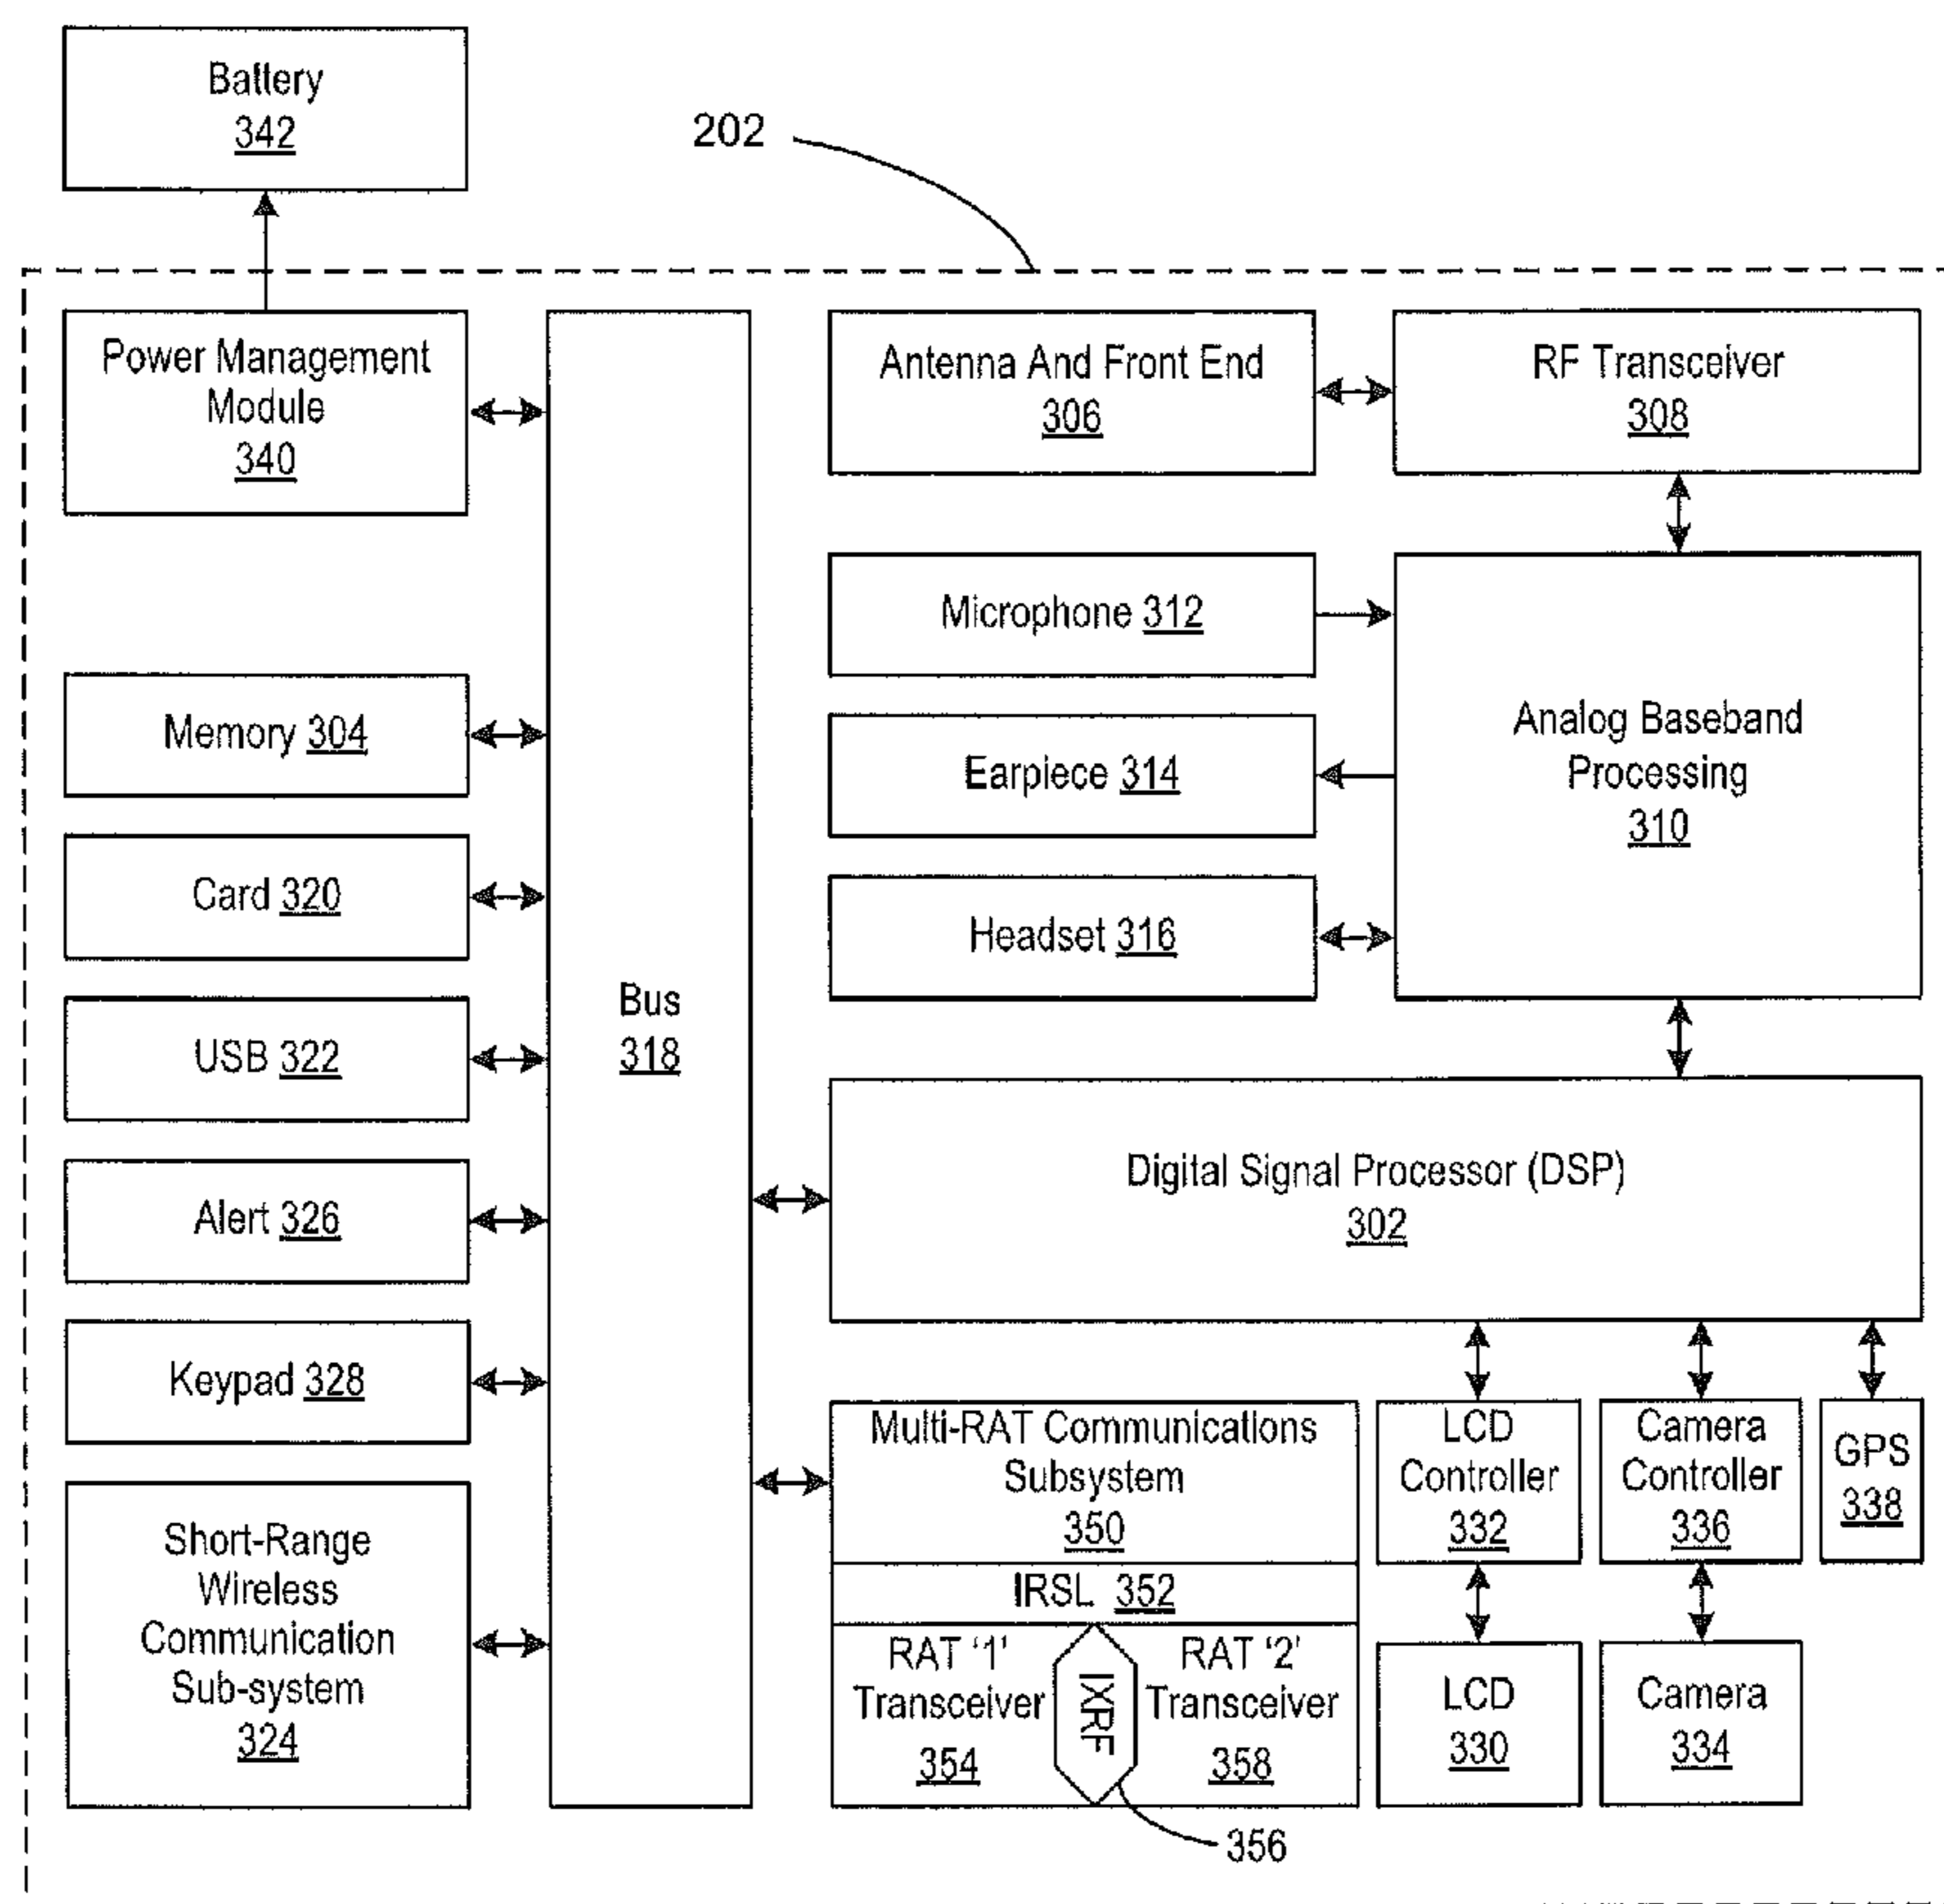 Battery
342
202
Power Management
Module
340
Antenna And Front End
306
RF Transceiver
308
Microphone 312
Earpiece 314
Headset 316
Analog Baseband
Processing
310
Memory 304
Card 320
USB 322
Alert 326
Keypad 328
Short-Range
Wireless
Communication
Sub-system
324
Bus
318
Digital Signal Processor (DSP)
302
Multi-RAT Communications
Subsystem
350
IRSL 352
RAT ‘1’
Transceiver
354
IXRF
RAT ‘2’
Transceiver
358
356
LCD
Controller
332
Camera
Controller
336
GPS
338
LCD
330
Camera
334